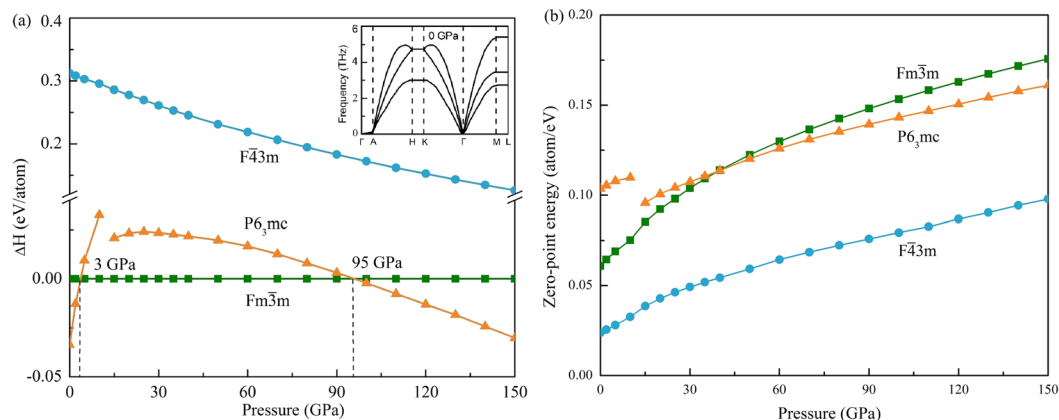 (a)
0.4
0.3
0.2
0.00
-0.05
ΔH (eV/atom)
0 30 60 90 120 150
Pressure (GPa)
F4̅3m
P6₃mc
3 GPa
95 GPa
Fm3̅m
6
5
4
3
2
1
0
Frequency (THz)
0 GPa
Γ A H K Γ M L
(b)
0.20
0.15
0.10
0.05
0.00
Zero-point energy (atom/eV)
Fm3̅m
P6₃mc
F4̅3m
0 30 60 90 120 150
Pressure (GPa)